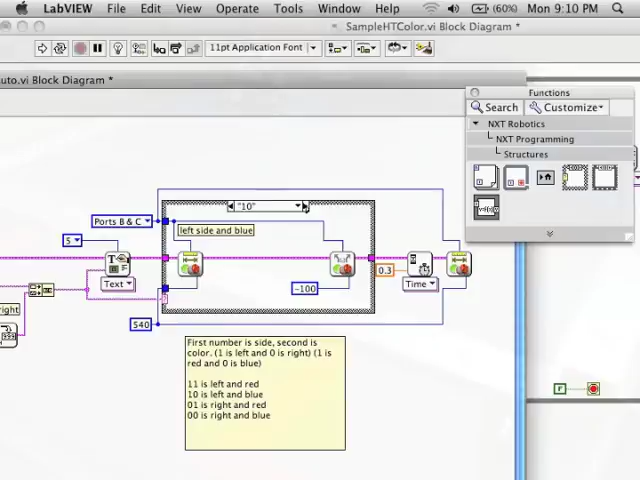 LabVIEW File Edit View Operate Tools Window Help (60%) Mon 9:10 PM
SampleHTColor.vi Block Diagram *
11pt Application Font
uto.vi Block Diagram *
Functions
Search Customize
NXT Robotics
NXT Programming
Structures
"10"
Ports B & C
left side and blue
5
T
Text
-100
0.3
Time
right
540
First number is side, second is
color. (1 is left and 0 is right) (1 is
red and 0 is blue)
11 is left and red
10 is left and blue
01 is right and red
00 is right and blue
F